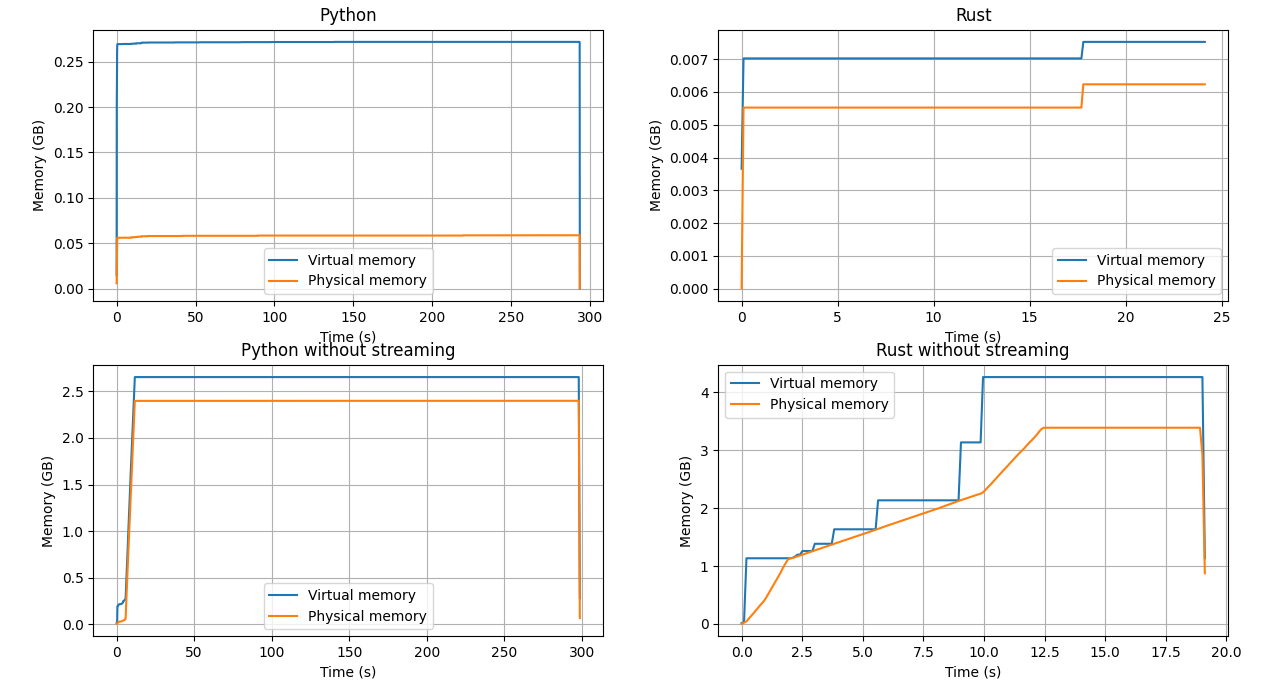 Python
Memory (GB)
0.25
0.20
0.15
0.10
0.05
0.00
Virtual memory
Physical memory
0 50 100 150 200 250 300
Time (s)
Rust
Memory (GB)
0.007
0.006
0.005
0.004
0.003
0.002
0.001
0.000
Virtual memory
Physical memory
0 5 10 15 20 25
Time (s)
Python without streaming
Memory (GB)
2.5
2.0
1.5
1.0
0.5
0.0
Virtual memory
Physical memory
0 50 100 150 200 250 300
Time (s)
Rust without streaming
Memory (GB)
Virtual memory
Physical memory
4
3
2
1
0
0.0 2.5 5.0 7.5 10.0 12.5 15.0 17.5 20.0
Time (s)